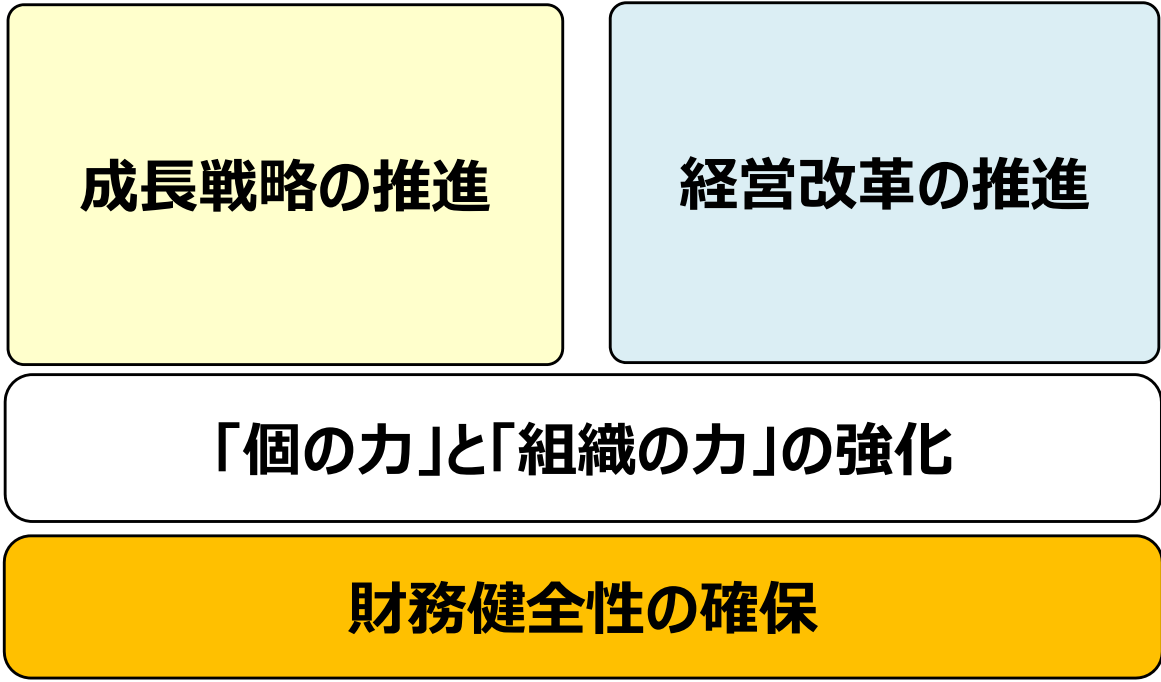 成長戦略の推進
経営改革の推進
「個の力」と「組織の力」の強化
財務健全性の確保